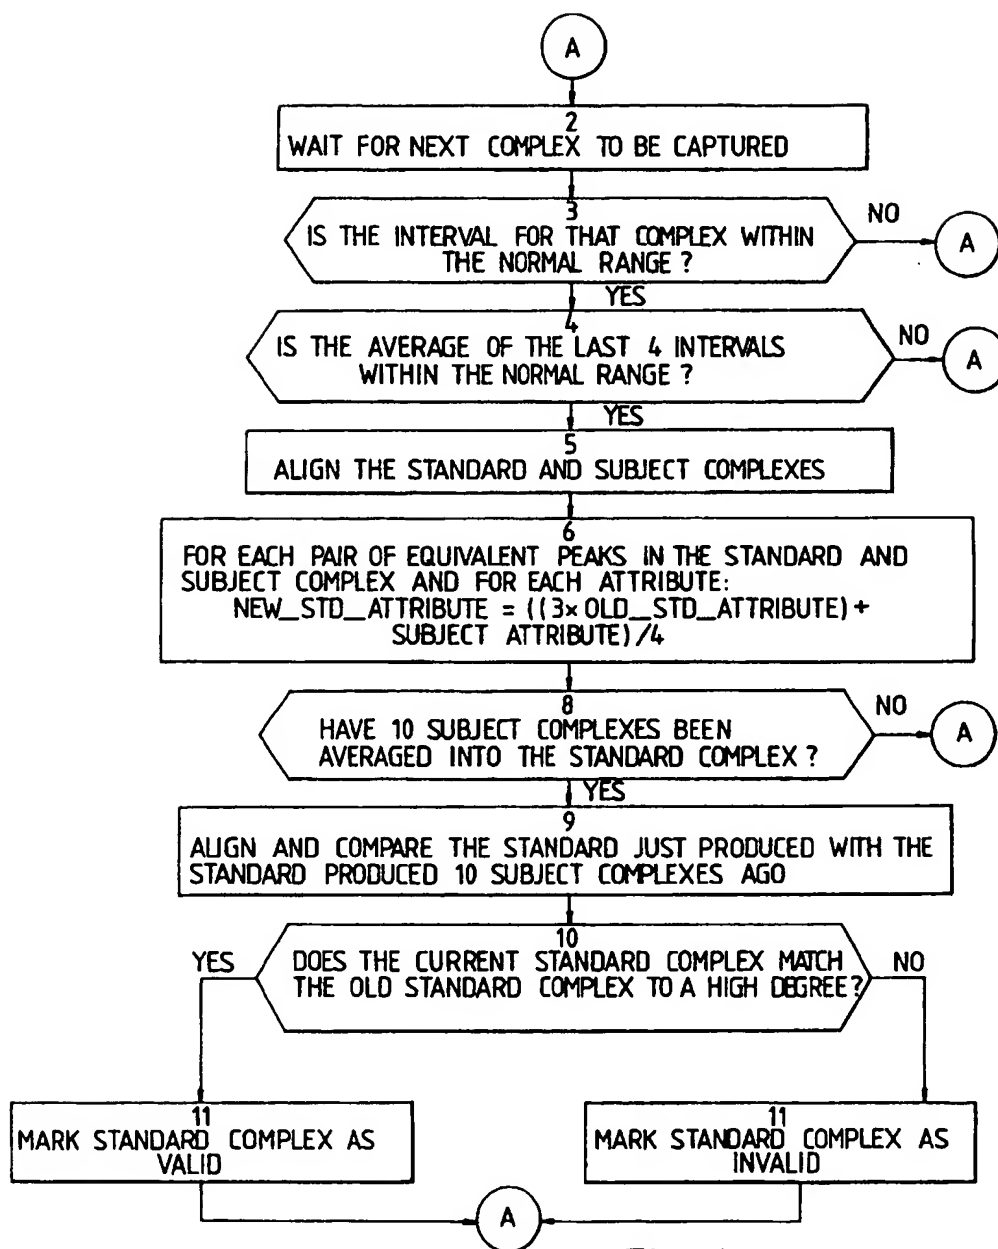 A
2
WAIT FOR NEXT COMPLEX TO BE CAPTURED
3
IS THE INTERVAL FOR THAT COMPLEX WITHIN
THE NORMAL RANGE ?
NO
A
YES
4
IS THE AVERAGE OF THE LAST 4 INTERVALS
WITHIN THE NORMAL RANGE ?
NO
A
YES
5
ALIGN THE STANDARD AND SUBJECT COMPLEXES
6
FOR EACH PAIR OF EQUIVALENT PEAKS IN THE STANDARD AND
SUBJECT COMPLEX AND FOR EACH ATTRIBUTE:
NEW_STD_ATTRIBUTE = ((3× OLD_STD_ATTRIBUTE) +
SUBJECT ATTRIBUTE) /4
8
HAVE 10 SUBJECT COMPLEXES BEEN
AVERAGED INTO THE STANDARD COMPLEX ?
NO
A
YES
9
ALIGN AND COMPARE THE STANDARD JUST PRODUCED WITH THE
STANDARD PRODUCED 10 SUBJECT COMPLEXES AGO
10
DOES THE CURRENT STANDARD COMPLEX MATCH
THE OLD STANDARD COMPLEX TO A HIGH DEGREE?
YES
NO
11
MARK STANDARD COMPLEX AS
VALID
11
MARK STANDARD COMPLEX AS
INVALID
A